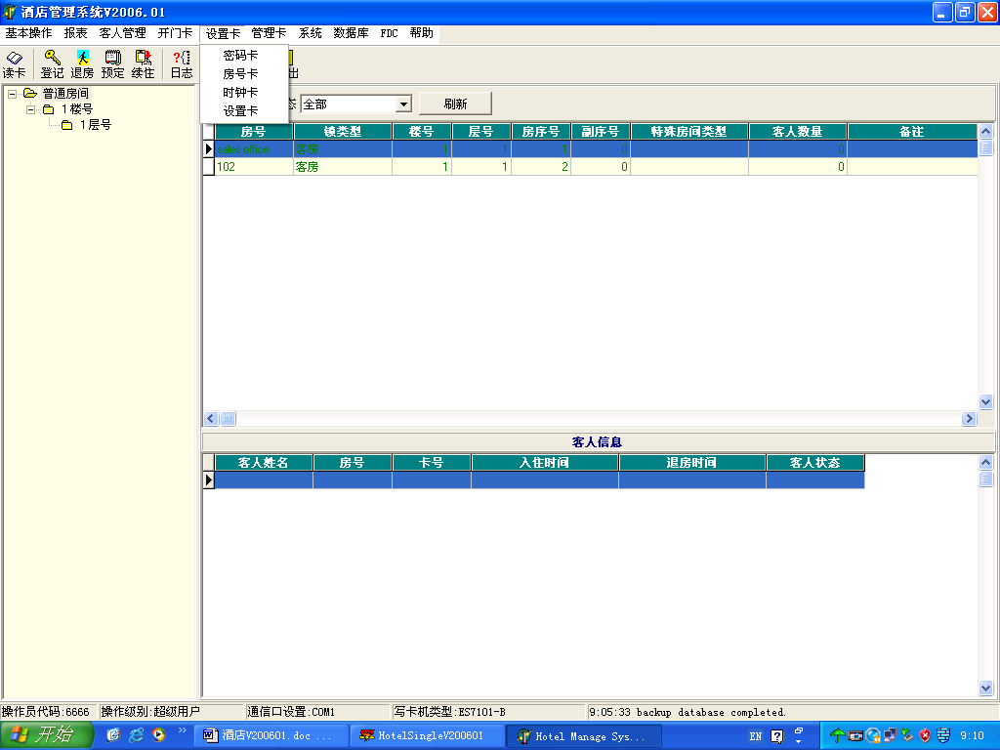 酒店管理系统V2006.01
基本操作 报表 客人管理 开门卡 设置卡 管理卡 系统 数据库 FDC 帮助
读卡 登记 退房 预定 续住 日志 出
密码卡
房号卡
时钟卡
设置卡
态 全部 刷新
普通房间
1楼号
1层号
房号 锁类型 楼号 层号 房序号 副序号 特殊房间类型 客人数量 备注
sales office 客房 1 1 1 0 0
102 客房 1 1 2 0 0
客人信息
客人姓名 房号 卡号 入住时间 退房时间 客人状态
操作员代码:6666 操作级别:超级用户 通信口设置:COM1 写卡机类型:ES7101-B 9:05:33 backup database completed.
开始 酒店V200601.doc ... HotelSingleV200601 Hotel Manage Sys... EN 9:10